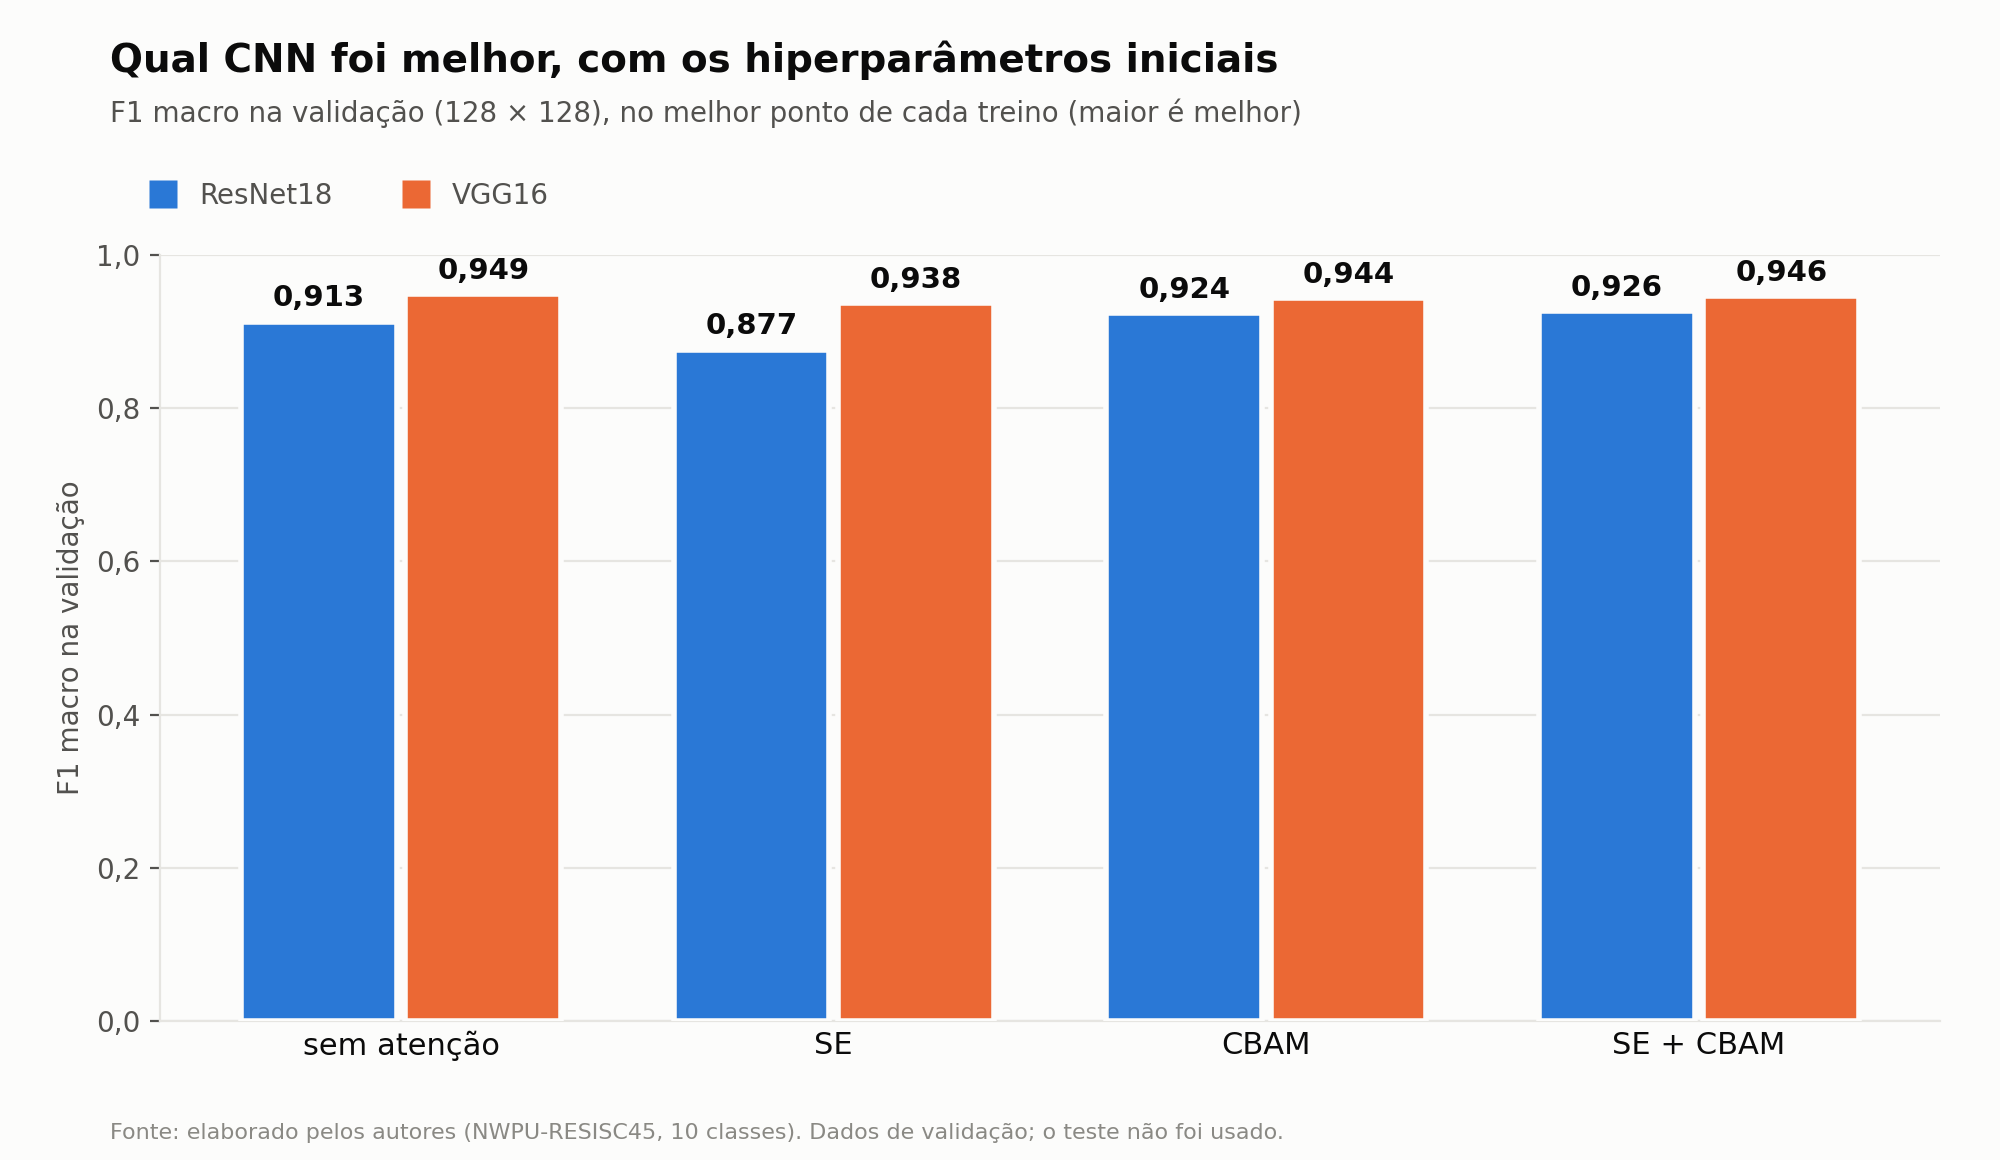 Qual CNN foi melhor, com os hiperparâmetros iniciais
F1 macro na validação (128 × 128), no melhor ponto de cada treino (maior é melhor)
ResNet18 VGG16
1,0
0,913 0,949 0,877 0,938 0,924 0,944 0,926 0,946
0,8
0,6
0,4
0,2
0,0
F1 macro na validação
sem atenção SE CBAM SE + CBAM
Fonte: elaborado pelos autores (NWPU-RESISC45, 10 classes). Dados de validação; o teste não foi usado.